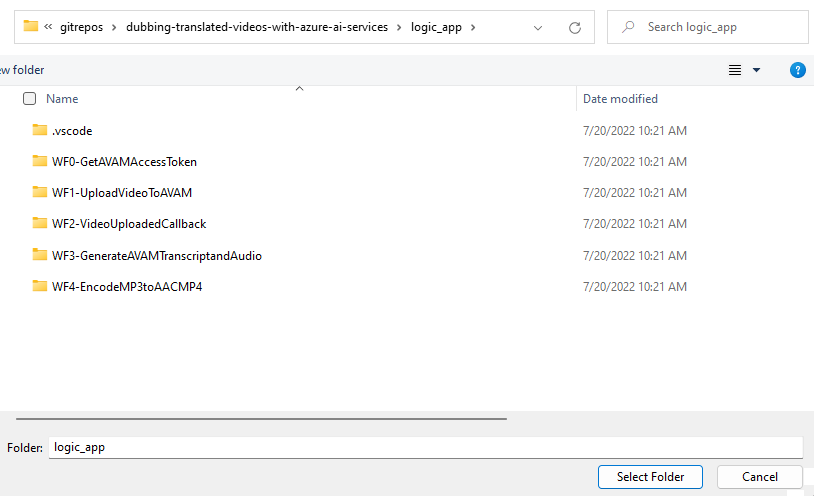 « gitrepos › dubbing-translated-videos-with-azure-ai-services › logic_app › Search logic_app
ew folder
Name Date modified
.vscode 7/20/2022 10:21 AM
WF0-GetAVAMAccessToken 7/20/2022 10:21 AM
WF1-UploadVideoToAVAM 7/20/2022 10:21 AM
WF2-VideoUploadedCallback 7/20/2022 10:21 AM
WF3-GenerateAVAMTranscriptandAudio 7/20/2022 10:21 AM
WF4-EncodeMP3toAACMP4 7/20/2022 10:21 AM
Folder: logic_app
Select Folder Cancel